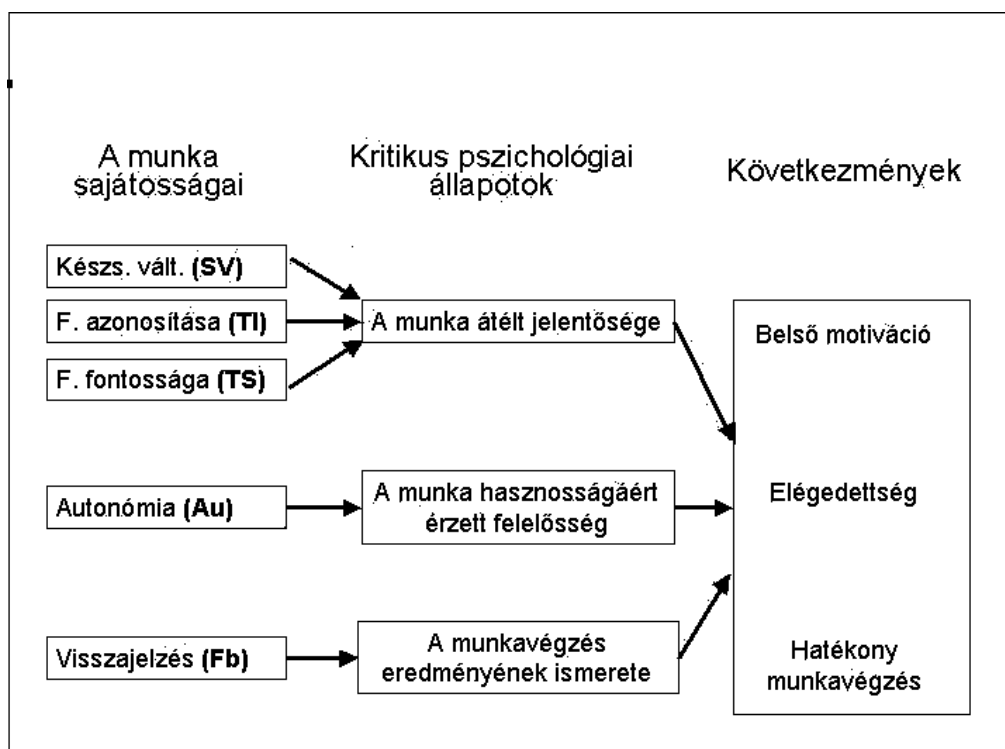 A munka
sajátosságai
Kritikus pszichológiai
állapotok
Következmények
Készs. vált. (SV)
F. azonosítása (TI)
F. fontossága (TS)
Autonómia (Au)
Visszajelzés (Fb)
A munka átélt jelentősége
A munka hasznosságáért
érzett felelősség
A munkavégzés
eredményének ismerete
Belső motiváció
Elégedettség
Hatékony
munkavégzés